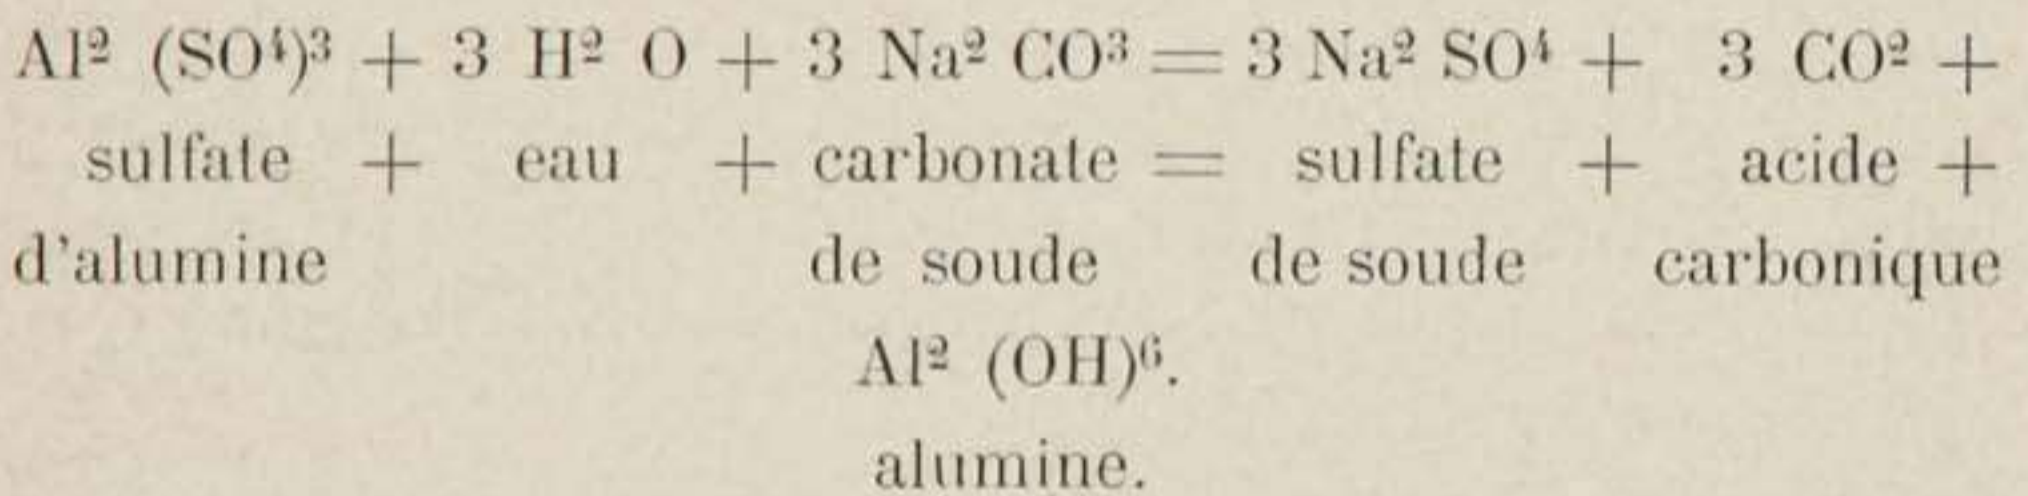 Al² (SO⁴)³ + 3 H² O + 3 Na² CO³ = 3 Na² SO⁴ + 3 CO² +
sulfate + eau + carbonate = sulfate + acide +
d'alumine de soude de soude carbonique
Al² (OH)⁶.
alumine.